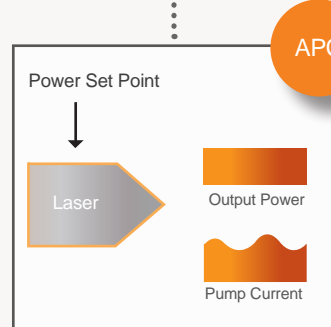 APC
Power Set Point
Laser
Output Power
Pump Current